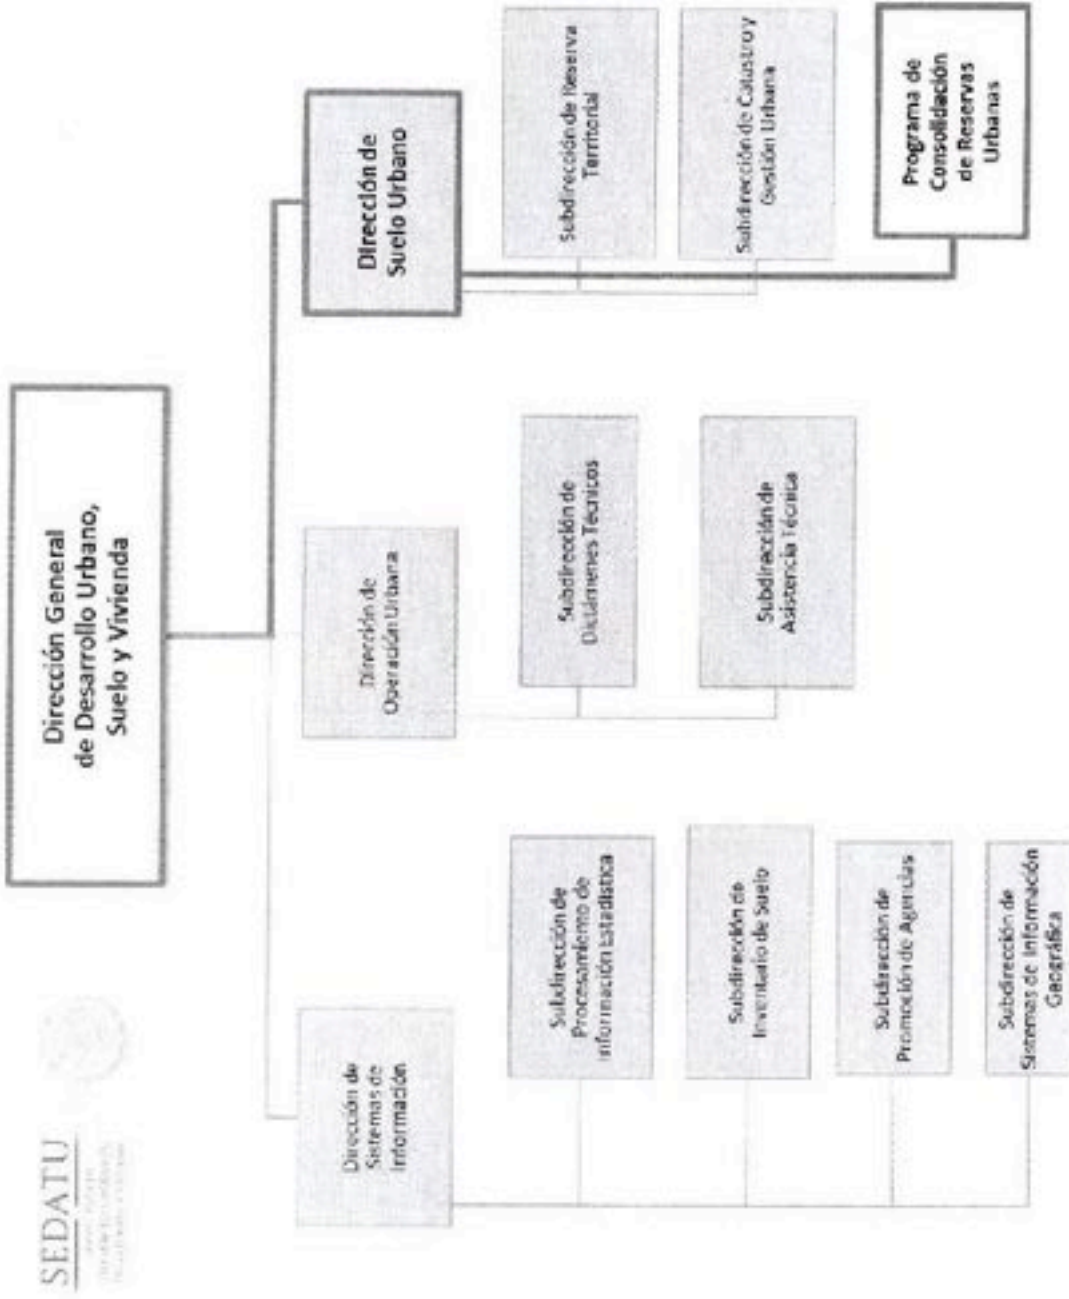 SEDATU
Dirección General
de Desarrollo Urbano,
Suelo y Vivienda
Dirección de
Sistemas de
Información
Subdirección de
Procesamiento de
Información Estadística
Subdirección de
Inventario de Suelo
Subdirección de
Promoción de Agencias
Subdirección de
Sistemas de Información
Geográfica
Dirección de
Operación Urbana
Subdirección de
Dictámenes Técnicos
Subdirección de
Asistencia Técnica
Dirección de
Suelo Urbano
Subdirección de Reserva
Territorial
Subdirección de Catastro y
Gestión Urbana
Programa de
Consolidación
de Reservas
Urbanas